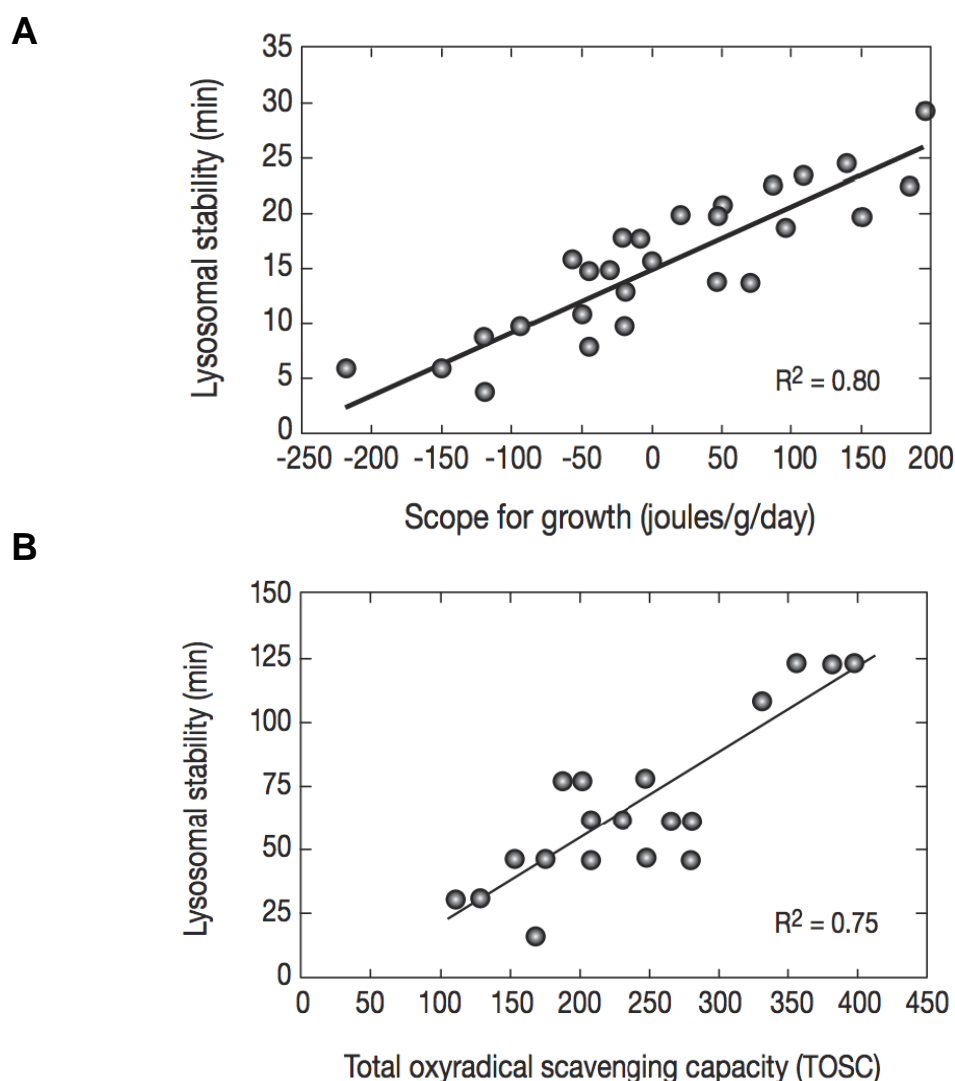 A
35
30
25
20
15
10
5
0
Lysosomal stability (min)
R2 = 0.80
-250 -200 -150 -100 -50 0 50 100 150 200
Scope for growth (joules/g/day)
B
150
125
100
75
50
25
0
Lysosomal stability (min)
R2 = 0.75
0 50 100 150 200 250 300 350 400 450
Total oxyradical scavenging capacity (TOSC)